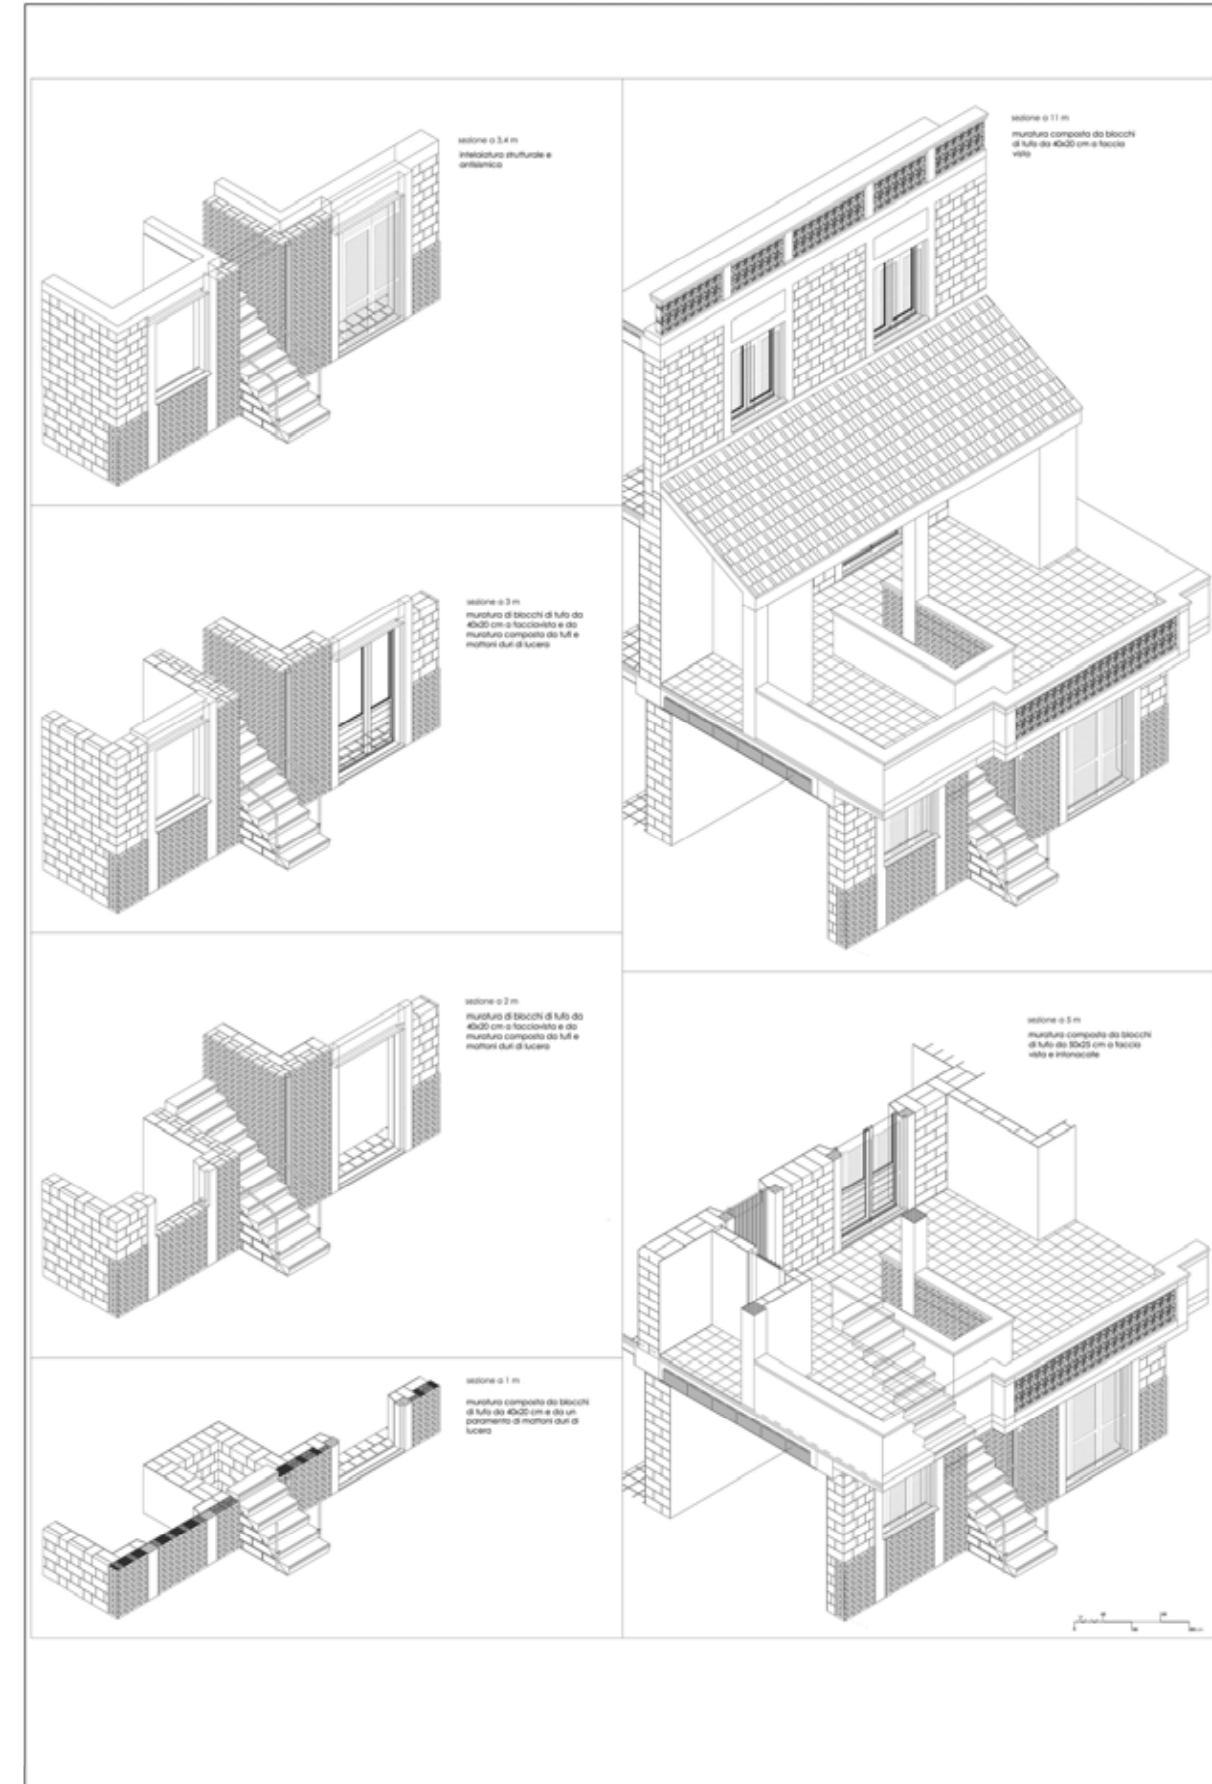 sezione a 3,4 m
intelaiatura strutturale e
antisismica
sezione a 3 m
muratura di blocchi di tufo da
40x20 cm a facciavista e da
muratura composta da tufi e
mattoni duri di lucera
sezione a 2 m
muratura di blocchi di tufo da
40x20 cm a facciavista e da
muratura composta da tufi e
mattoni duri di lucera
sezione a 1 m
muratura composta da blocchi
di tufo da 40x20 cm e da un
paramento di mattoni duri di
lucera
sezione a 11 m
muratura composta da blocchi
di tufo da 40x20 cm a faccia
vista
sezione a 5 m
muratura composta da blocchi
di tufo da 50x25 cm a faccia
vista e intonacate